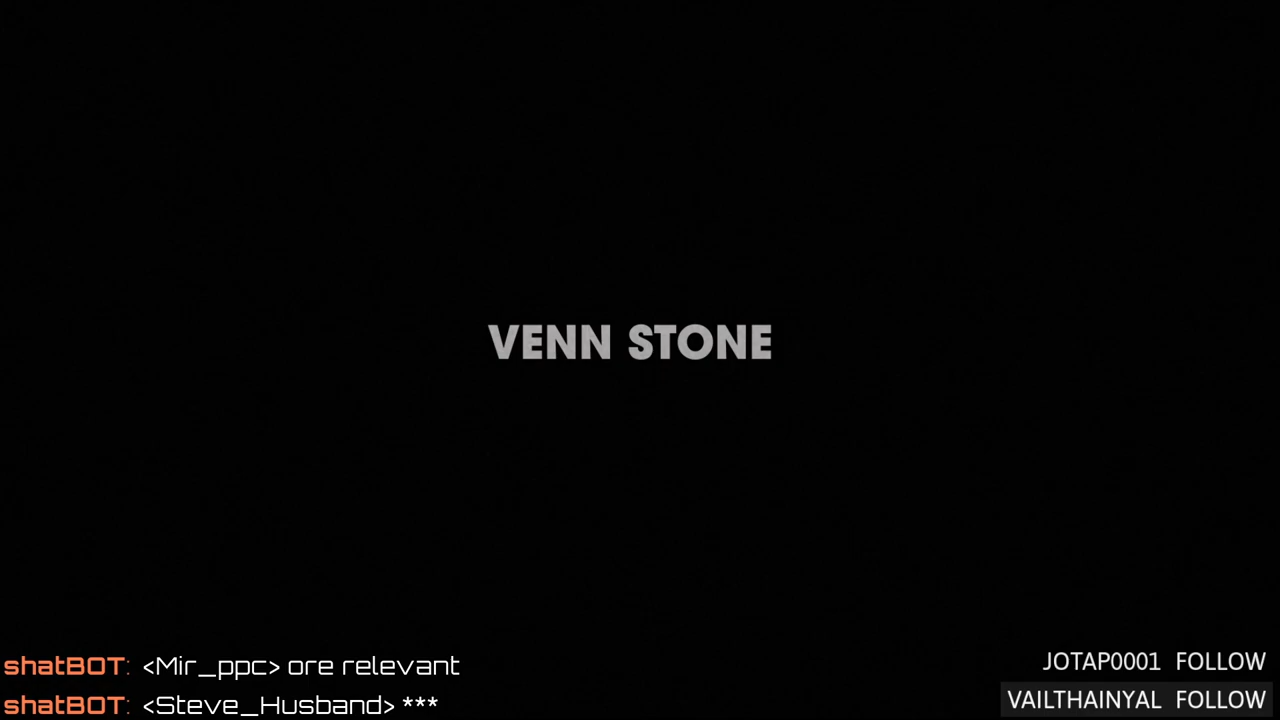 VENN STONE
shatBOT: <Mir_ppc> ore relevant
shatBOT: <Steve_Husband> ***
JOTAP0001 FOLLOW
VAILTHAINYAL FOLLOW